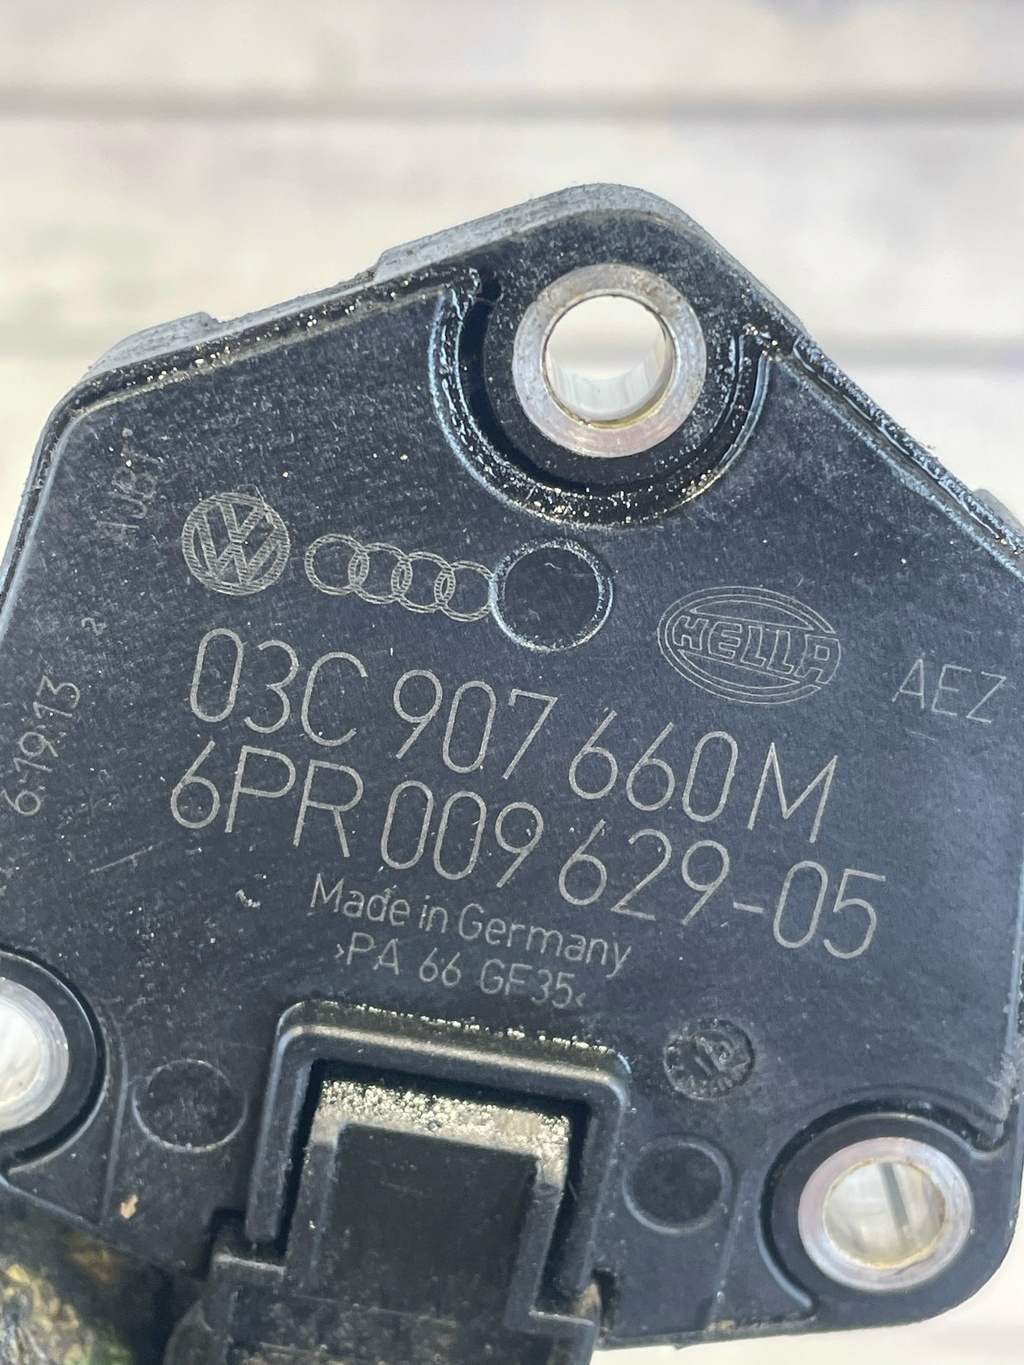 HELLA
AEZ
03C 907 660 M
6PR 009 629-05
Made in Germany
>PA 66 GF35<
6.19.13